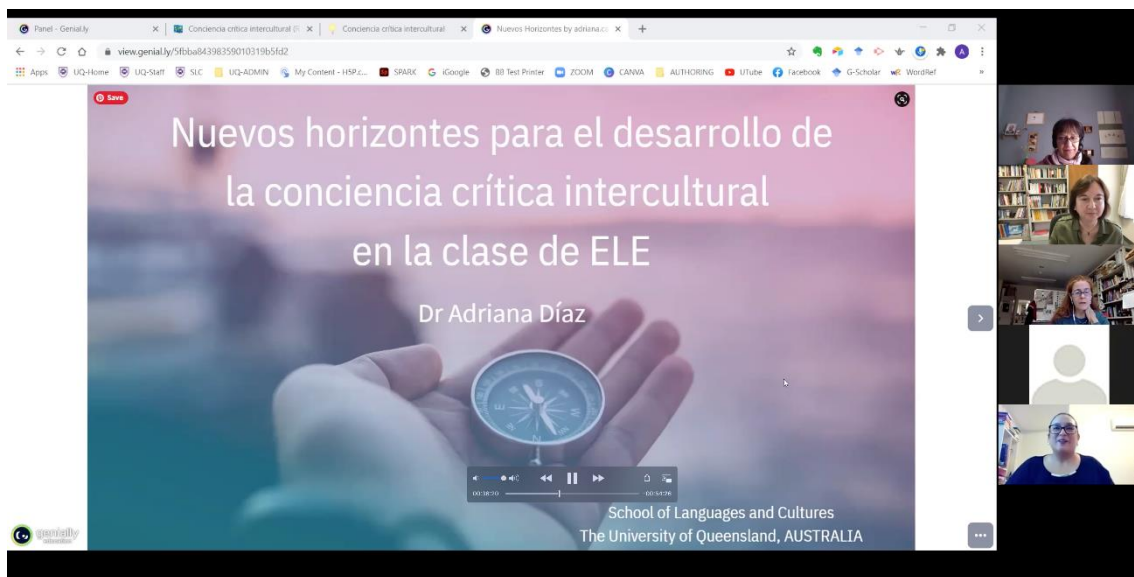 Panel - Genial.ly
Conciencia crítica intercultural
Conciencia crítica intercultural
Nuevos Horizontes by adriana.c
view.genial.ly/5fbba84398359010319b5fd2
Apps UQ-Home UQ-Staff SLC UQ-ADMIN My Content - H5P.c... SPARK iGoogle BB Test Printer ZOOM CANVA AUTHORING UTube Facebook G-Scholar WordRef
Save
Nuevos horizontes para el desarrollo de
la conciencia crítica intercultural
en la clase de ELE
Dr Adriana Díaz
School of Languages and Cultures
The University of Queensland, AUSTRALIA
genially